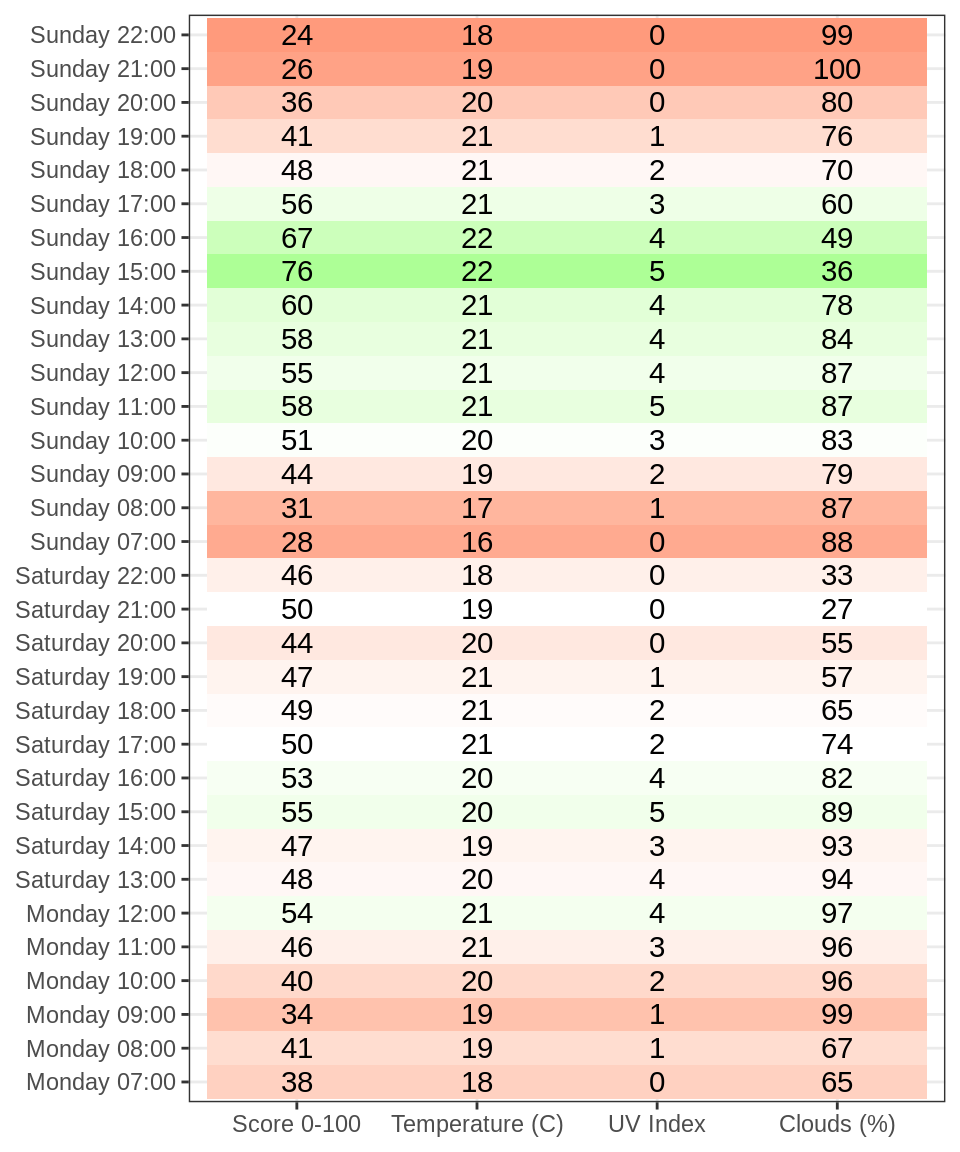 Sunday 22:00 24 18 0 99
Sunday 21:00 26 19 0 100
Sunday 20:00 36 20 0 80
Sunday 19:00 41 21 1 76
Sunday 18:00 48 21 2 70
Sunday 17:00 56 21 3 60
Sunday 16:00 67 22 4 49
Sunday 15:00 76 22 5 36
Sunday 14:00 60 21 4 78
Sunday 13:00 58 21 4 84
Sunday 12:00 55 21 4 87
Sunday 11:00 58 21 5 87
Sunday 10:00 51 20 3 83
Sunday 09:00 44 19 2 79
Sunday 08:00 31 17 1 87
Sunday 07:00 28 16 0 88
Saturday 22:00 46 18 0 33
Saturday 21:00 50 19 0 27
Saturday 20:00 44 20 0 55
Saturday 19:00 47 21 1 57
Saturday 18:00 49 21 2 65
Saturday 17:00 50 21 2 74
Saturday 16:00 53 20 4 82
Saturday 15:00 55 20 5 89
Saturday 14:00 47 19 3 93
Saturday 13:00 48 20 4 94
Monday 12:00 54 21 4 97
Monday 11:00 46 21 3 96
Monday 10:00 40 20 2 96
Monday 09:00 34 19 1 99
Monday 08:00 41 19 1 67
Monday 07:00 38 18 0 65
Score 0-100 Temperature (C) UV Index Clouds (%)